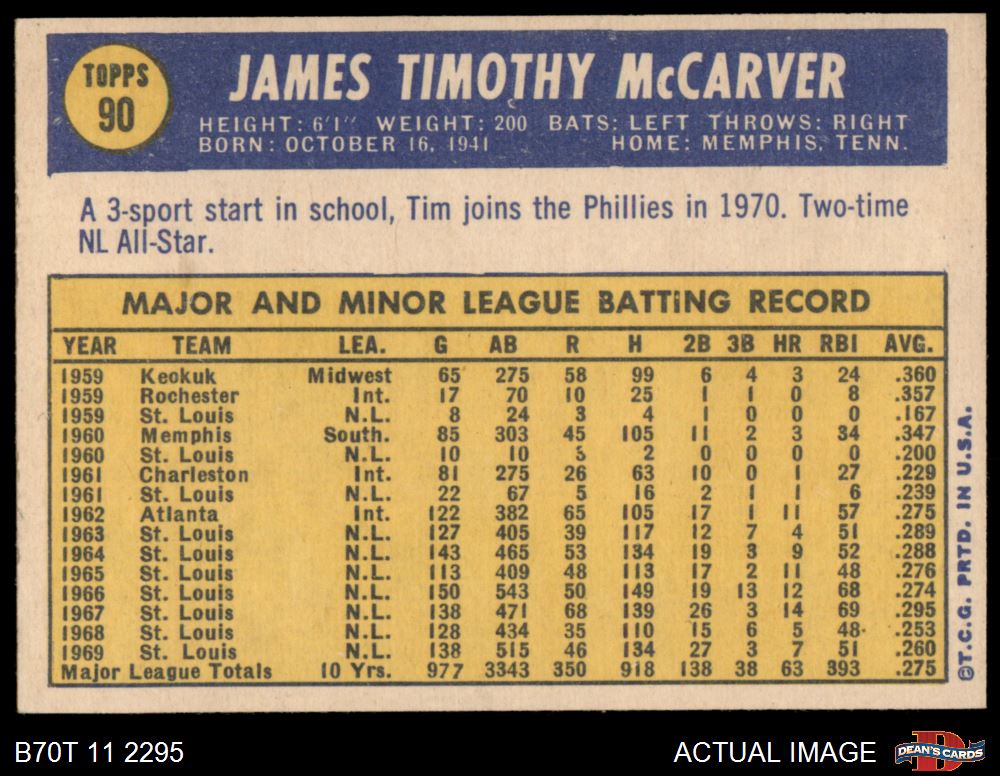 TOPPS
90
JAMES TIMOTHY McCARVER
HEIGHT: 6'1" WEIGHT: 200 BATS: LEFT THROWS: RIGHT
BORN: OCTOBER 16, 1941 HOME: MEMPHIS, TENN.
A 3-sport start in school, Tim joins the Phillies in 1970. Two-time
NL All-Star.
MAJOR AND MINOR LEAGUE BATTING RECORD
YEAR TEAM LEA. G AB R H 2B 3B HR RBI AVG.
1959 Keokuk Midwest 65 275 58 99 6 4 3 24 .360
1959 Rochester Int. 17 70 10 25 1 1 0 8 .357
1959 St. Louis N.L. 8 24 3 4 1 0 0 0 .167
1960 Memphis South. 85 303 45 105 11 2 3 34 .347
1960 St. Louis N.L. 10 10 3 2 0 0 0 0 .200
1961 Charleston Int. 81 275 26 63 10 0 1 27 .229
1961 St. Louis N.L. 22 67 5 16 2 1 1 6 .239
1962 Atlanta Int. 122 382 65 105 17 1 11 57 .275
1963 St. Louis N.L. 127 405 39 117 12 7 4 51 .289
1964 St. Louis N.L. 143 465 53 134 19 3 9 52 .288
1965 St. Louis N.L. 113 409 48 113 17 2 11 48 .276
1966 St. Louis N.L. 150 543 50 149 19 13 12 68 .274
1967 St. Louis N.L. 138 471 68 139 26 3 14 69 .295
1968 St. Louis N.L. 128 434 35 110 15 6 5 48 .253
1969 St. Louis N.L. 138 515 46 134 27 3 7 51 .260
Major League Totals 10 Yrs. 977 3343 350 918 138 38 63 393 .275
©T.C.G. PRTD. IN U.S.A.
B70T 11 2295
ACTUAL IMAGE
DEAN'S CARDS